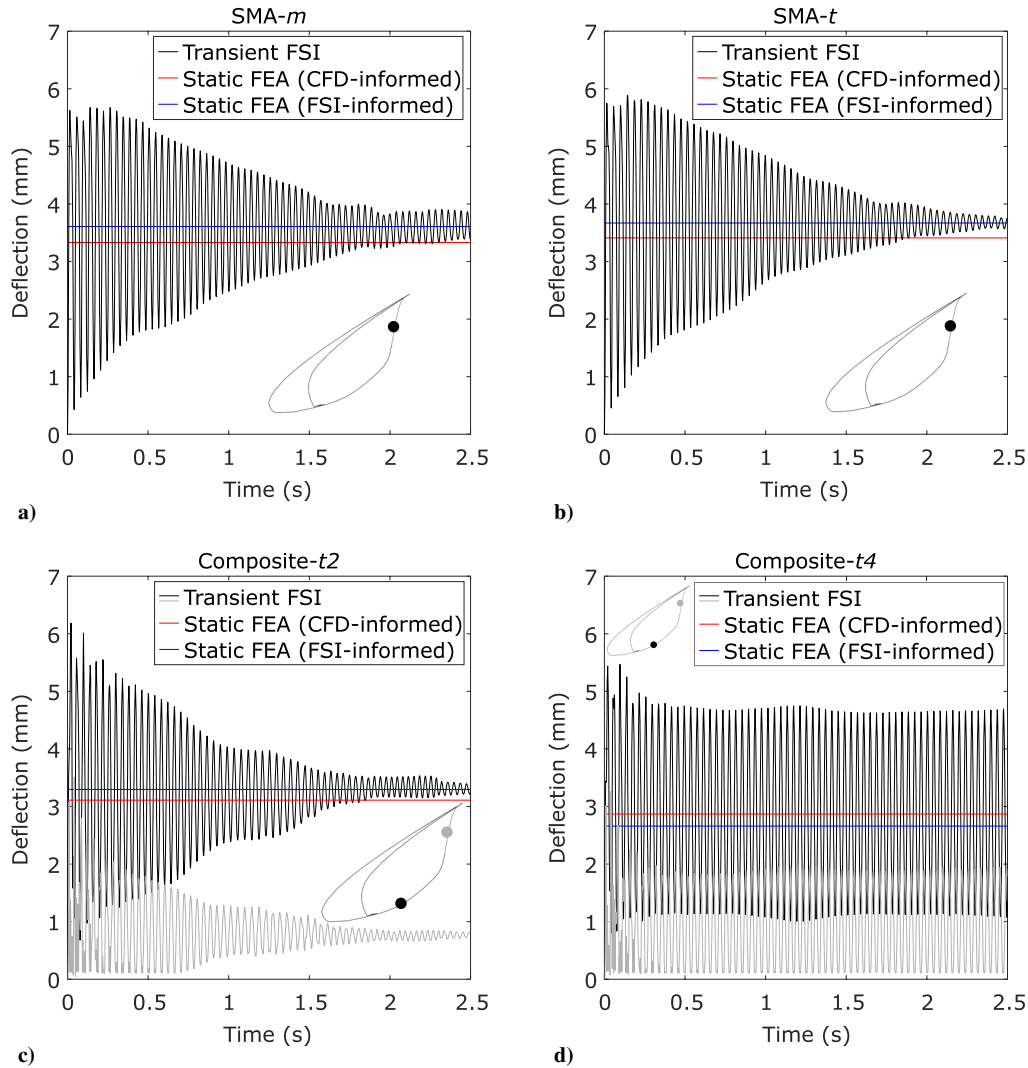 SMA-m
Transient FSI
Static FEA (CFD-informed)
Static FEA (FSI-informed)
Deflection (mm)
7
6
5
4
3
2
1
0
0 0.5 1 1.5 2 2.5
Time (s)
a)
SMA-t
Transient FSI
Static FEA (CFD-informed)
Static FEA (FSI-informed)
Deflection (mm)
7
6
5
4
3
2
1
0
0 0.5 1 1.5 2 2.5
Time (s)
b)
Composite-t2
Transient FSI
Static FEA (CFD-informed)
Static FEA (FSI-informed)
Deflection (mm)
7
6
5
4
3
2
1
0
0 0.5 1 1.5 2 2.5
Time (s)
c)
Composite-t4
Transient FSI
Static FEA (CFD-informed)
Static FEA (FSI-informed)
Deflection (mm)
7
6
5
4
3
2
1
0
0 0.5 1 1.5 2 2.5
Time (s)
d)